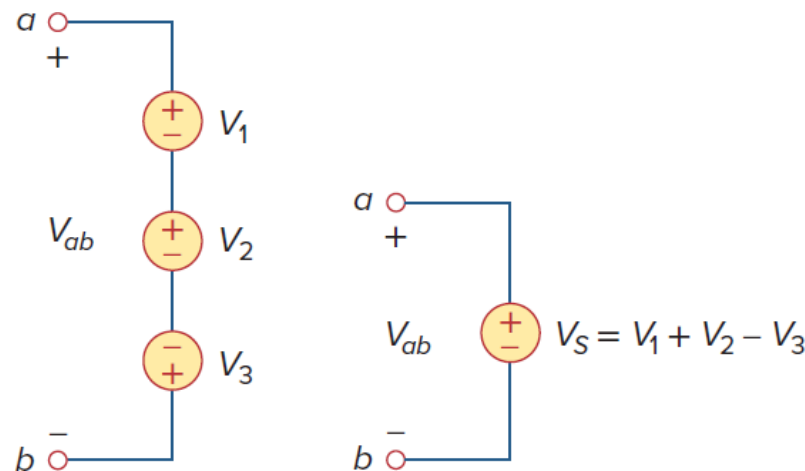 a
+
+
−
V1
Vab
+
−
V2
−
+
V3
−
b
a
+
Vab
+
−
VS = V1 + V2 − V3
−
b